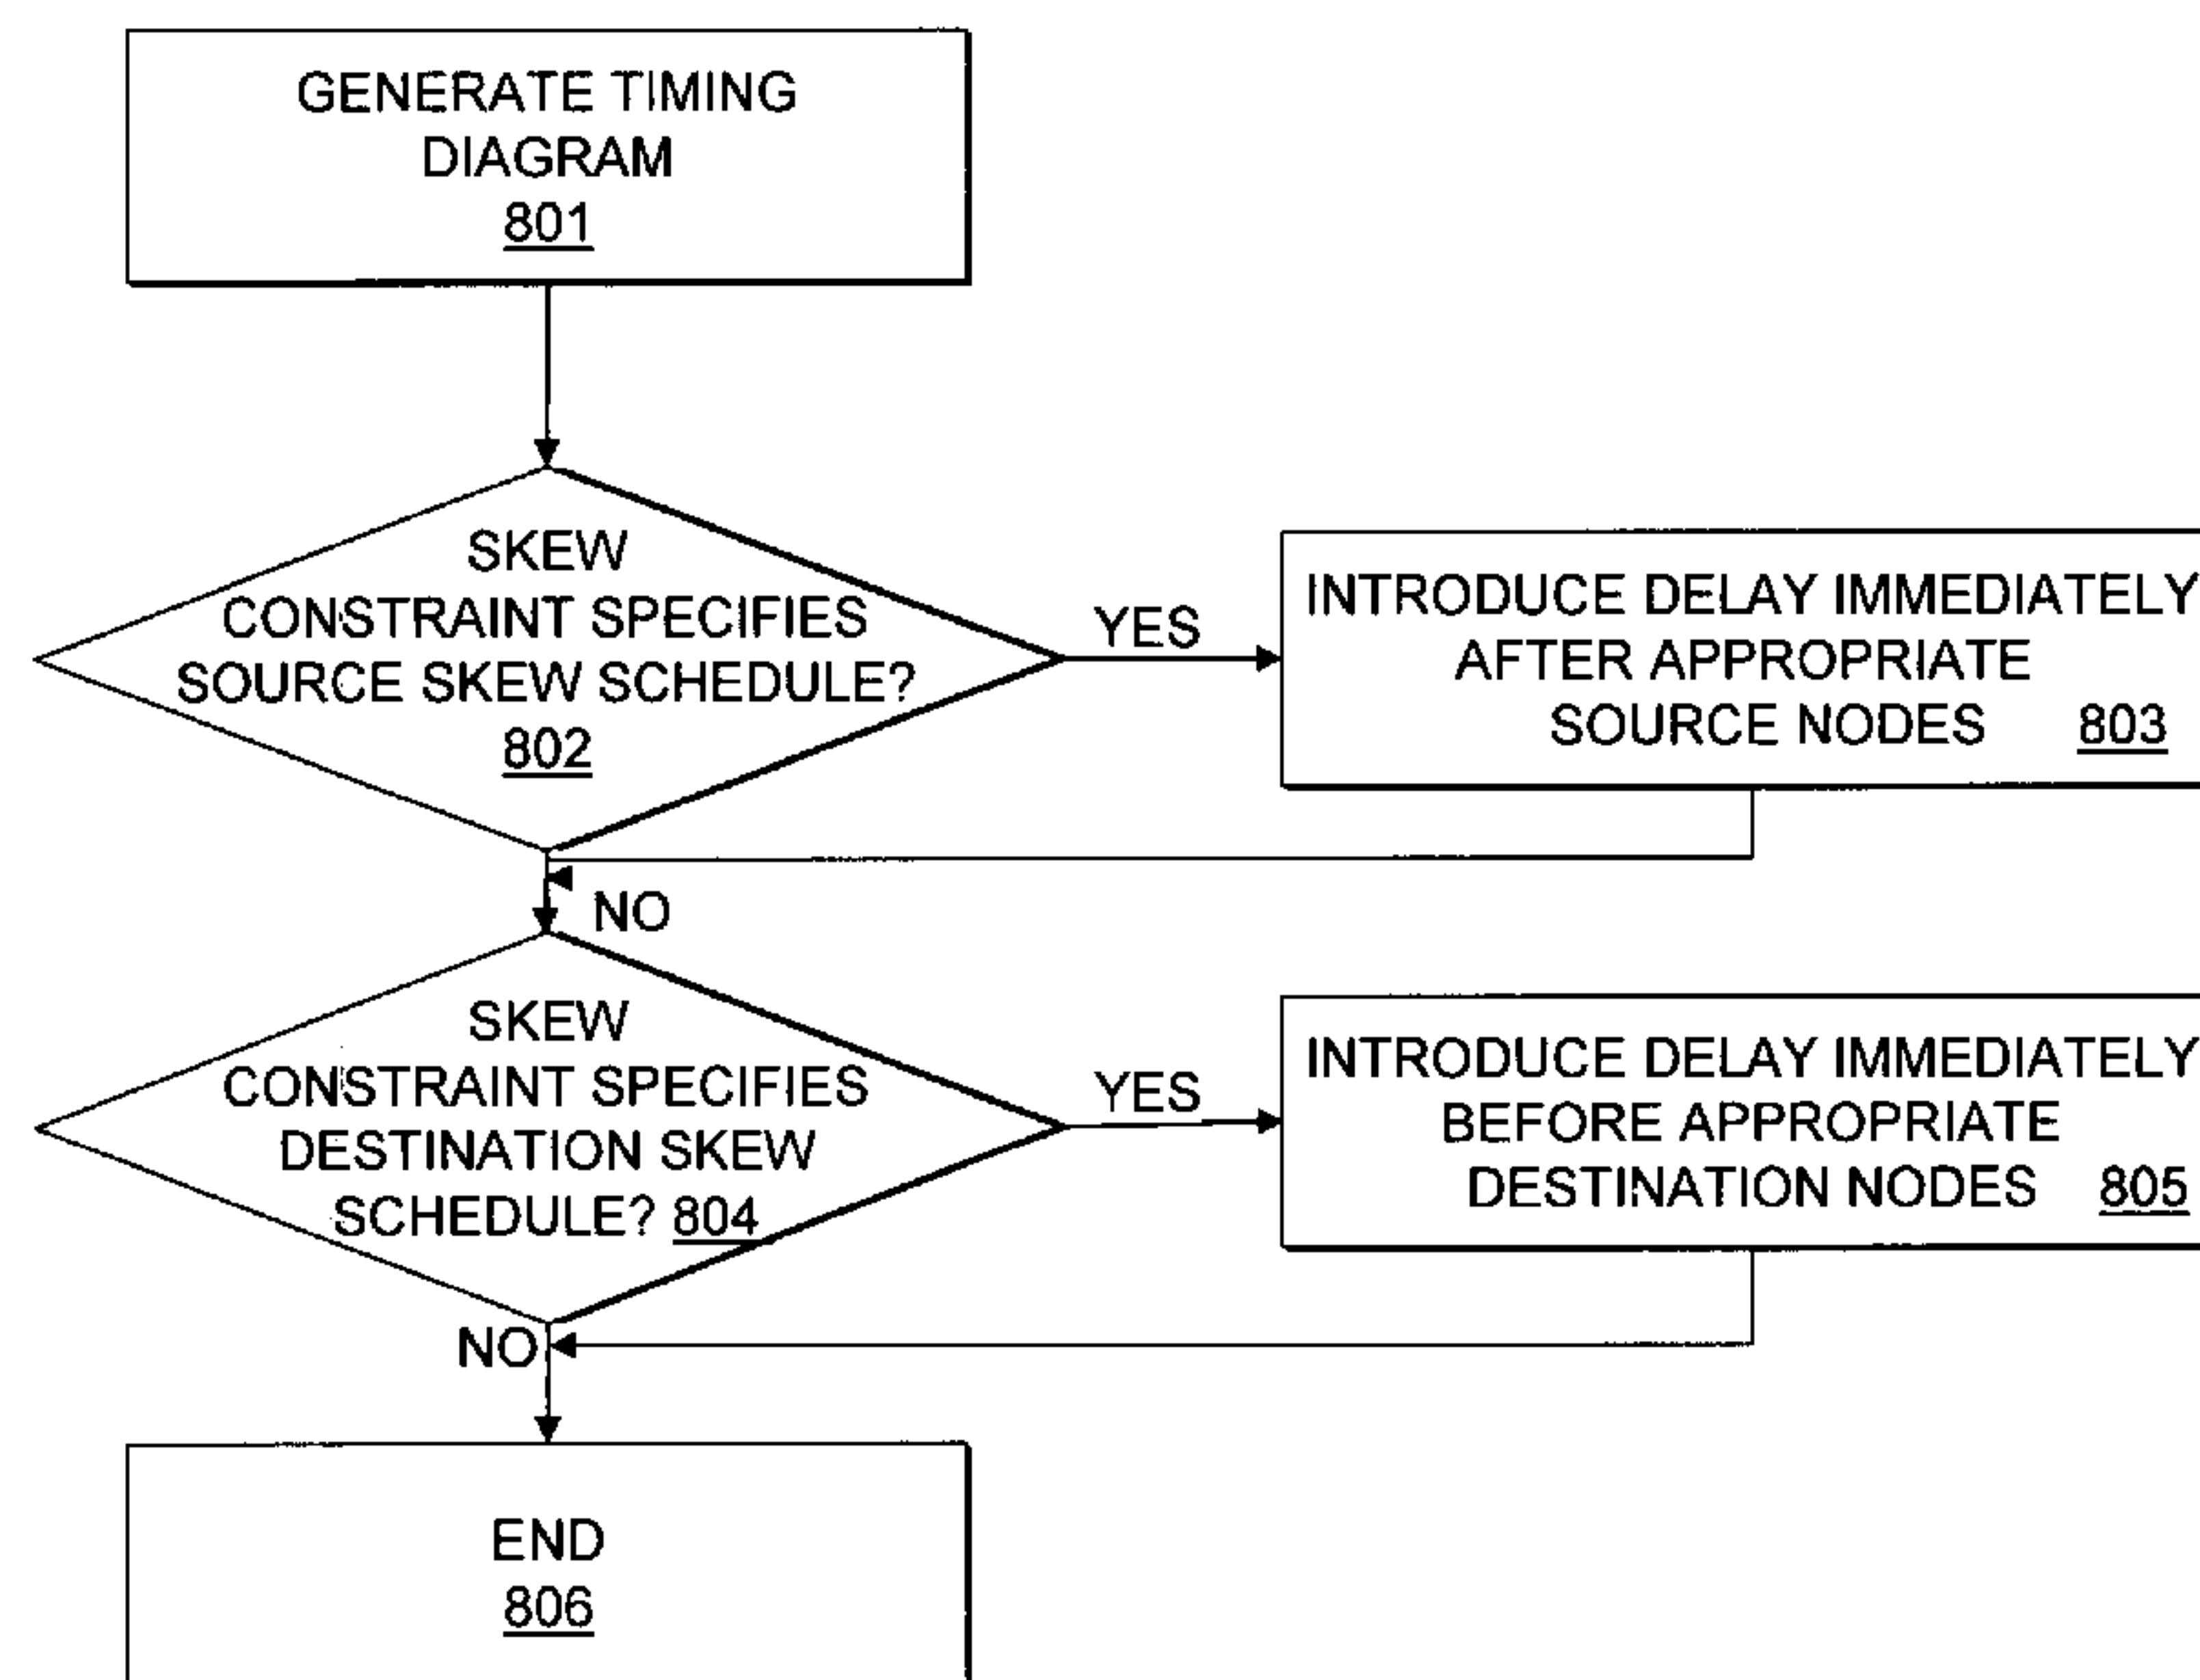 GENERATE TIMING
DIAGRAM
801
SKEW
CONSTRAINT SPECIFIES
SOURCE SKEW SCHEDULE?
802
YES
INTRODUCE DELAY IMMEDIATELY
AFTER APPROPRIATE
SOURCE NODES 803
NO
SKEW
CONSTRAINT SPECIFIES
DESTINATION SKEW
SCHEDULE? 804
YES
INTRODUCE DELAY IMMEDIATELY
BEFORE APPROPRIATE
DESTINATION NODES 805
NO
END
806